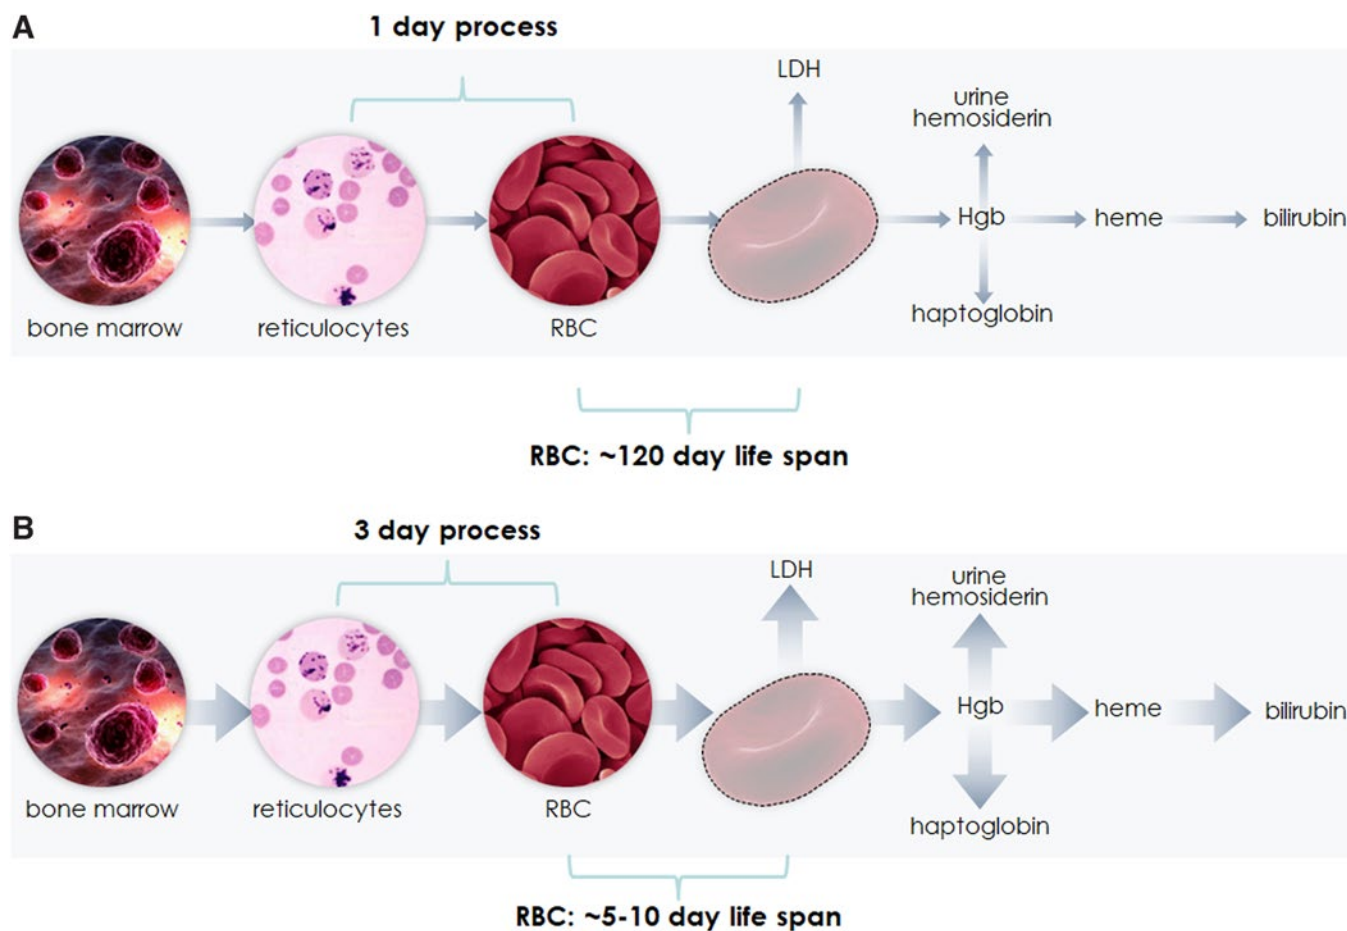 A
1 day process
LDH
urine
hemosiderin
Hgb
heme
bilirubin
haptoglobin
bone marrow
reticulocytes
RBC
RBC: ~120 day life span
B
3 day process
LDH
urine
hemosiderin
Hgb
heme
bilirubin
haptoglobin
bone marrow
reticulocytes
RBC
RBC: ~5-10 day life span